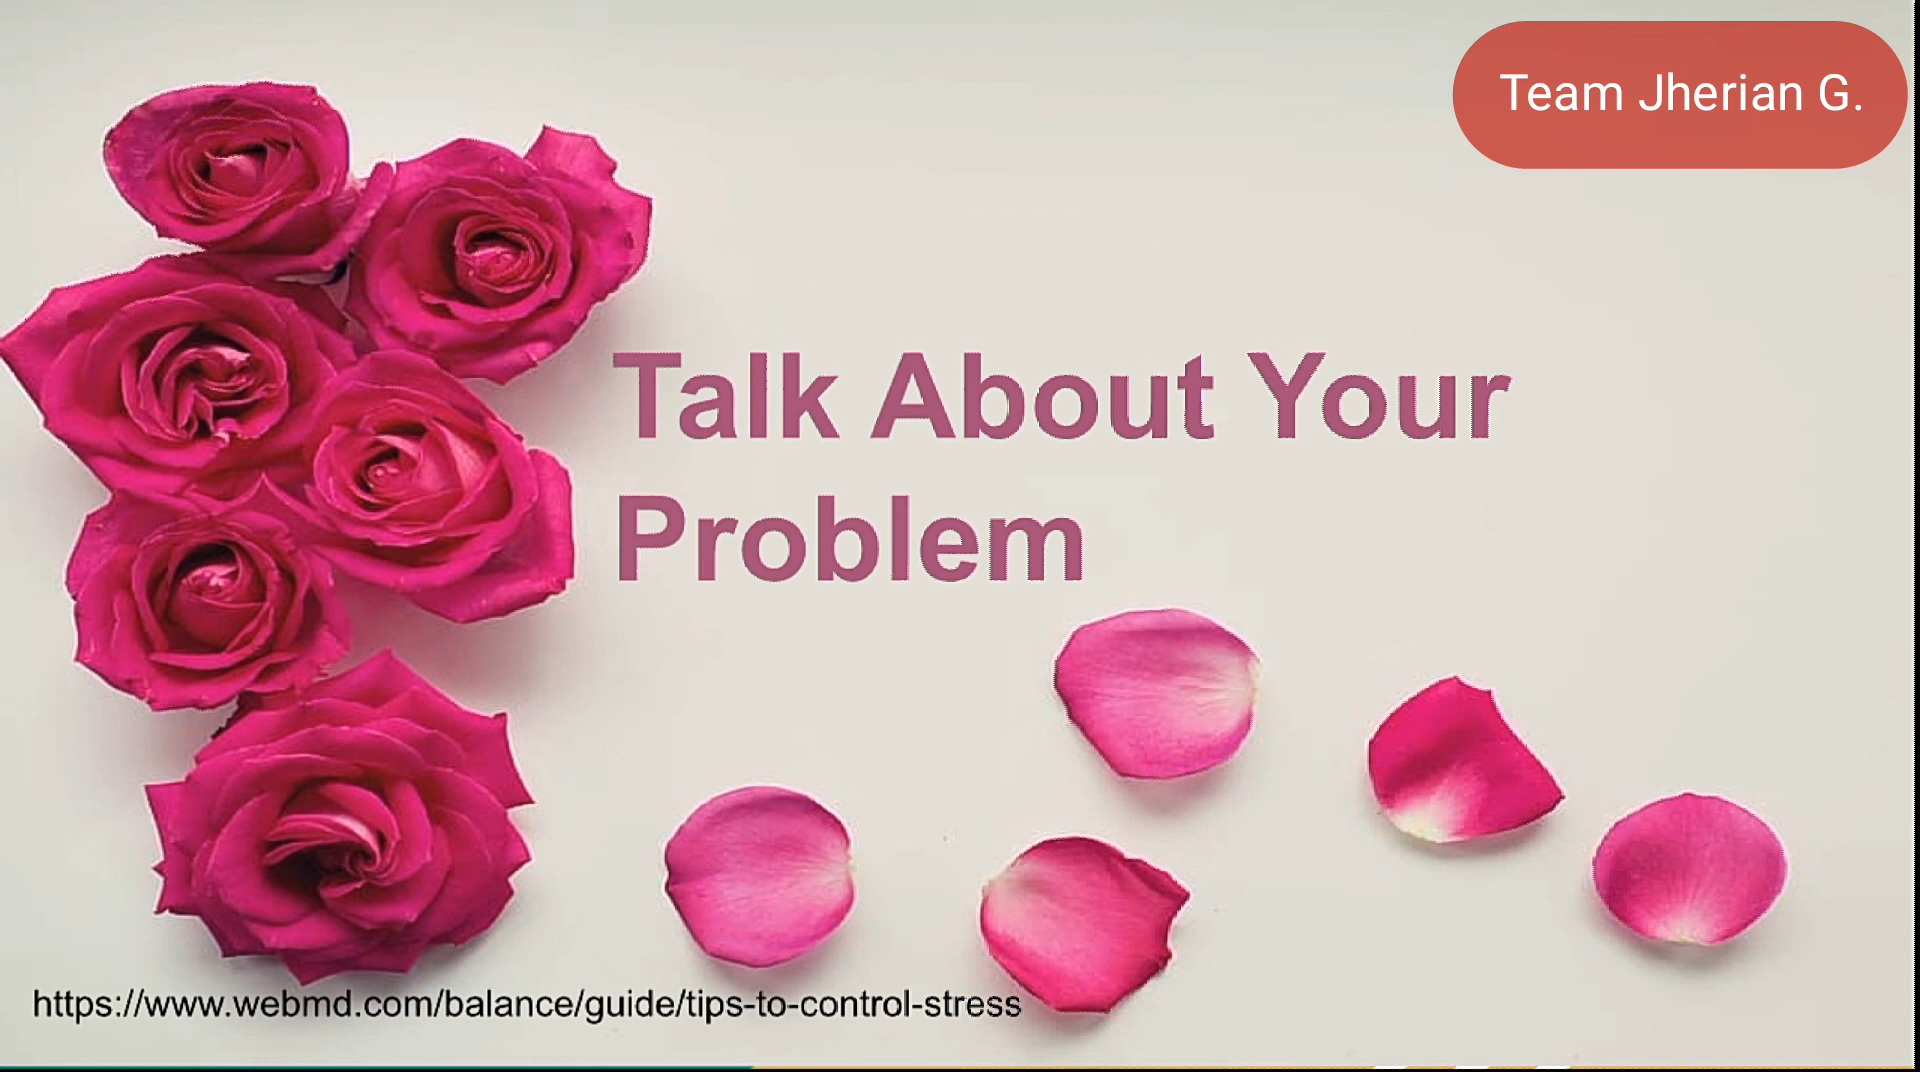 Team Jherian G.
Talk About Your
Problem
https://www.webmd.com/balance/guide/tips-to-control-stress